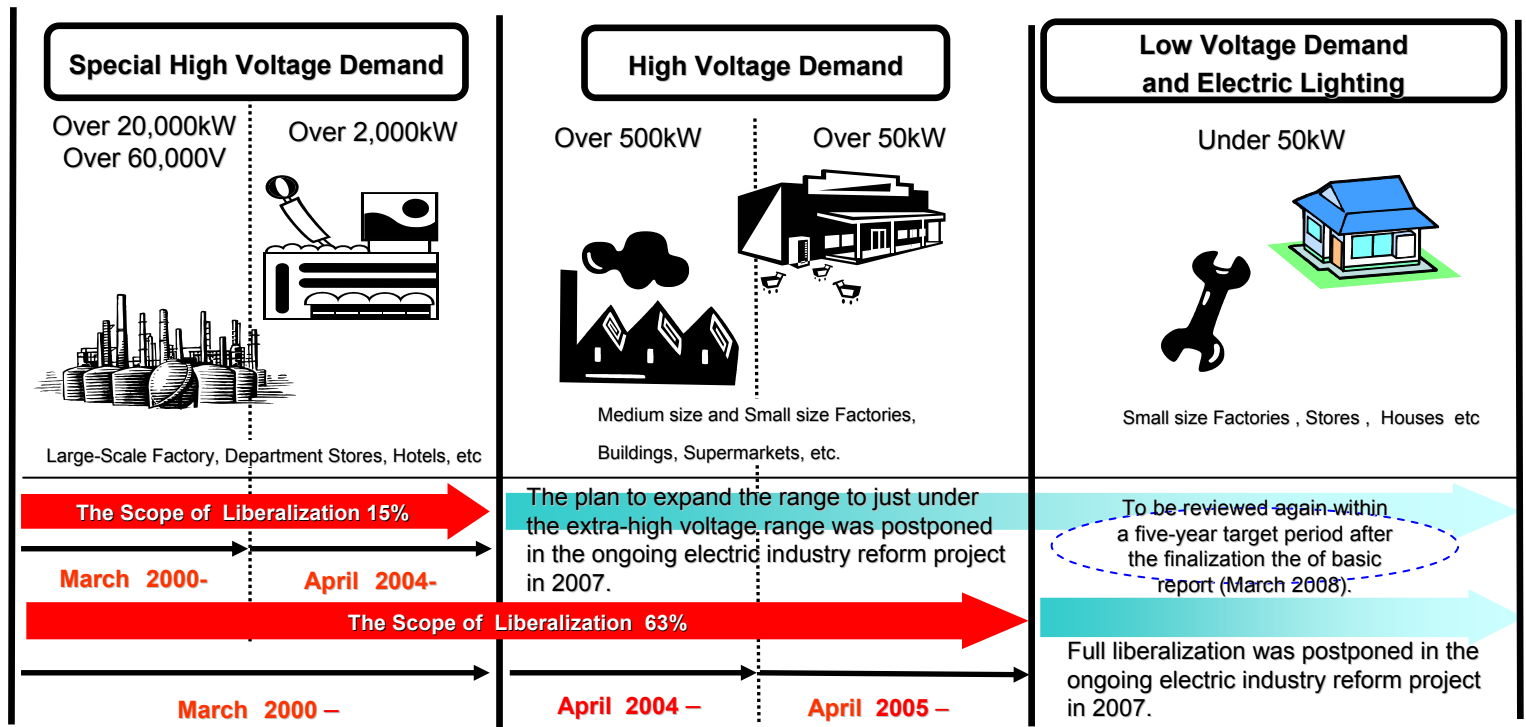 Special High Voltage Demand
Over 20,000kW
Over 60,000V
Over 2,000kW
Large-Scale Factory, Department Stores, Hotels, etc
High Voltage Demand
Over 500kW
Over 50kW
Medium size and Small size Factories,
Buildings, Supermarkets, etc.
Low Voltage Demand
and Electric Lighting
Under 50kW
Small size Factories , Stores , Houses etc
The Scope of Liberalization 15%
March 2000-
April 2004-
The plan to expand the range to just under
the extra-high voltage range was postponed
in the ongoing electric industry reform project
in 2007.
To be reviewed again within
a five-year target period after
the finalization the of basic
report (March 2008).
The Scope of Liberalization 63%
March 2000 –
April 2004 –
April 2005 –
Full liberalization was postponed in the
ongoing electric industry reform project
in 2007.